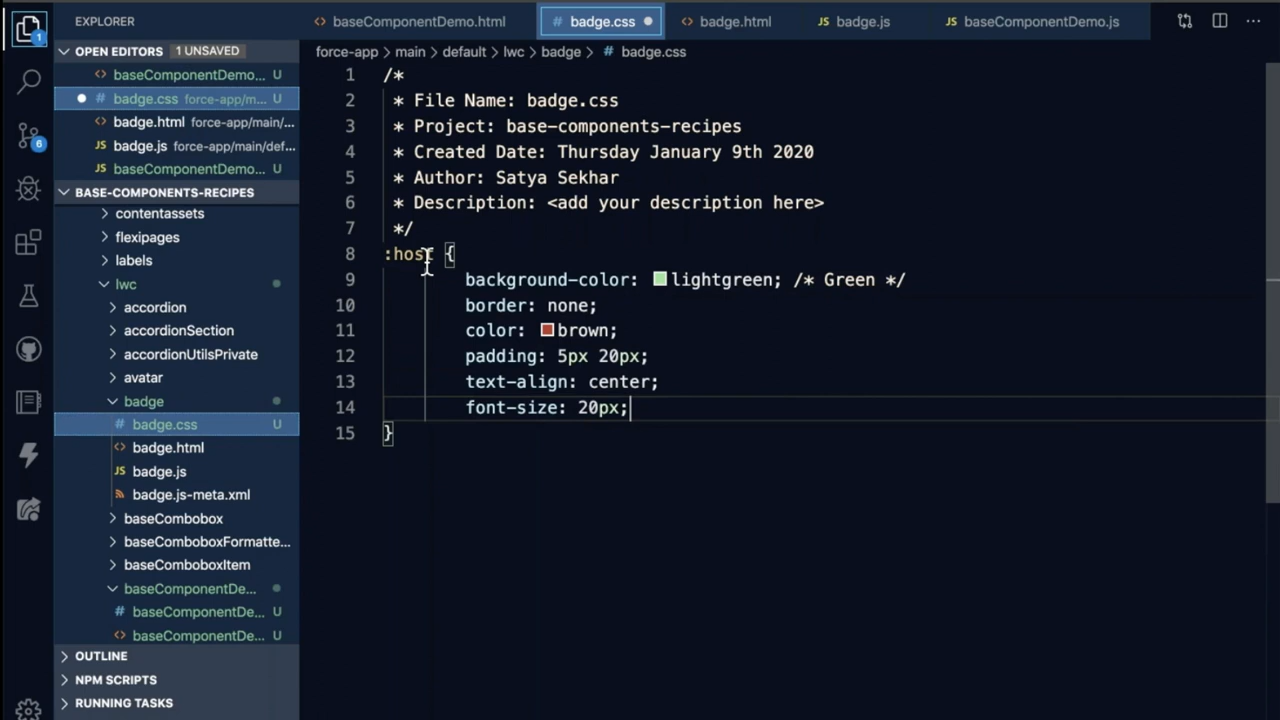 EXPLORER
baseComponentDemo.html
badge.css
badge.html
badge.js
baseComponentDemo.js
1
OPEN EDITORS 1 UNSAVED
baseComponentDemo... U
badge.css force-app/m... U
badge.html force-app/main/...
badge.js force-app/main/def...
baseComponentDemo... U
6
BASE-COMPONENTS-RECIPES
contentassets
flexipages
labels
lwc
accordion
accordionSection
accordionUtilsPrivate
avatar
badge
badge.css U
badge.html
badge.js
badge.js-meta.xml
baseCombobox
baseComboboxFormatte...
baseComboboxItem
baseComponentDe...
baseComponentDe... U
baseComponentDe... U
OUTLINE
NPM SCRIPTS
RUNNING TASKS
force-app > main > default > lwc > badge > # badge.css
1 /*
2 * File Name: badge.css
3 * Project: base-components-recipes
4 * Created Date: Thursday January 9th 2020
5 * Author: Satya Sekhar
6 * Description: <add your description here>
7 */
8 :host {
9 background-color: lightgreen; /* Green */
10 border: none;
11 color: brown;
12 padding: 5px 20px;
13 text-align: center;
14 font-size: 20px;
15 }